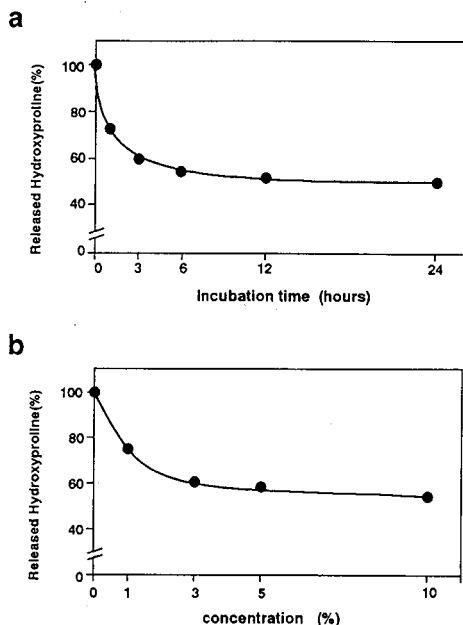 a
Released Hydroxyproline(%)
100
80
60
40
0
0 3 6 12 24
Incubation time (hours)
b
Released Hydroxyproline(%)
100
80
60
40
0
0 1 3 5 10
concentration (%)